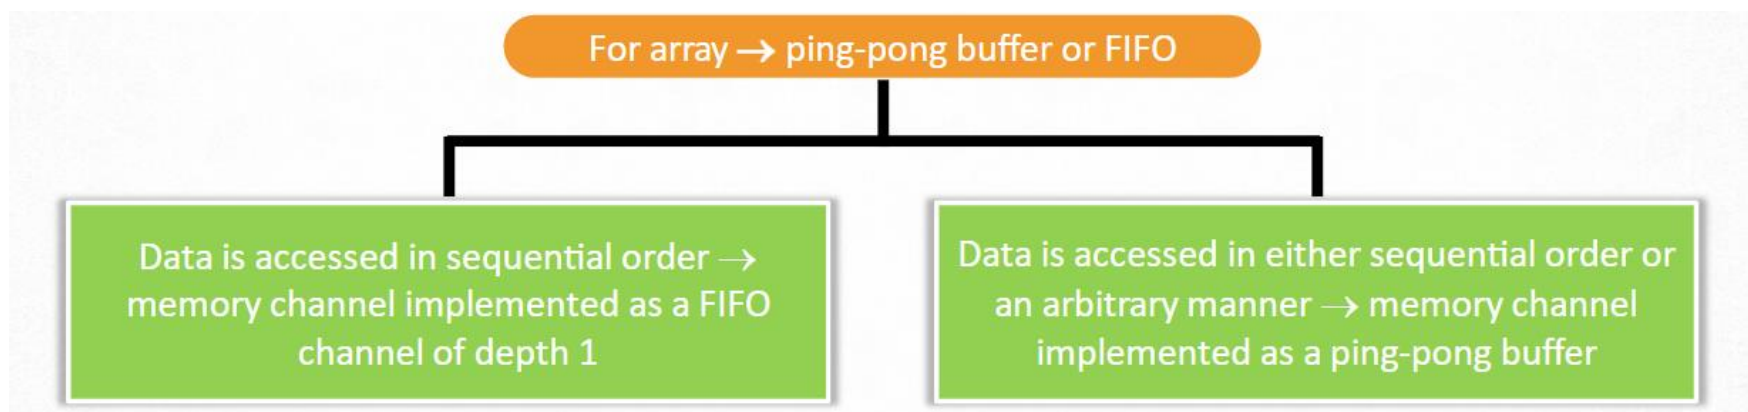 For array → ping-pong buffer or FIFO
Data is accessed in sequential order →
memory channel implemented as a FIFO
channel of depth 1
Data is accessed in either sequential order or
an arbitrary manner → memory channel
implemented as a ping-pong buffer